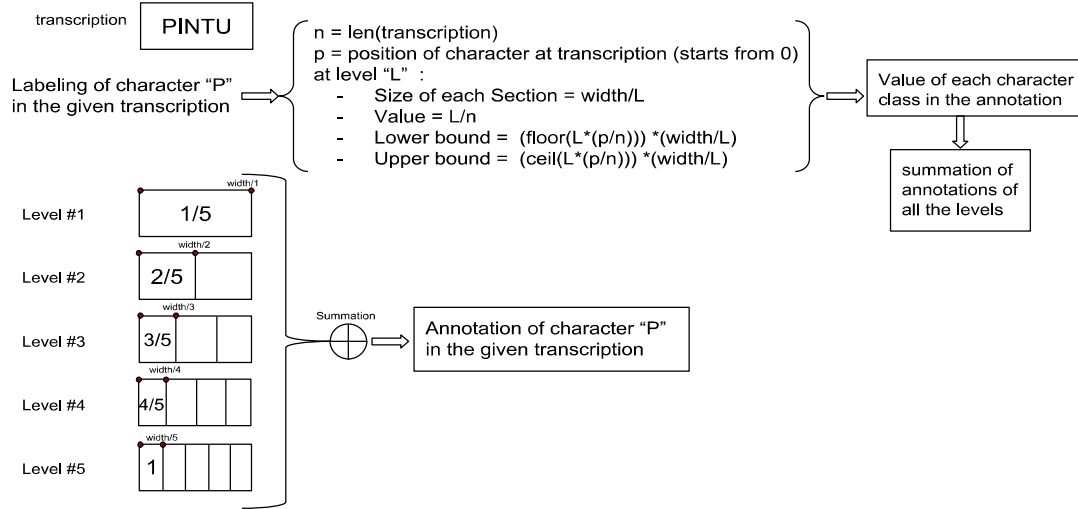 transcription
PINTU
Labeling of character “P”
in the given transcription
n = len(transcription)
p = position of character at transcription (starts from 0)
at level “L” :
- Size of each Section = width/L
- Value = L/n
- Lower bound = (floor(L*(p/n))) *(width/L)
- Upper bound = (ceil(L*(p/n))) *(width/L)
Value of each character
class in the annotation
summation of
annotations of
all the levels
width/1
Level #1
1/5
width/2
Level #2
2/5
width/3
Level #3
3/5
width/4
Level #4
4/5
width/5
Level #5
1
Summation
Annotation of character “P”
in the given transcription